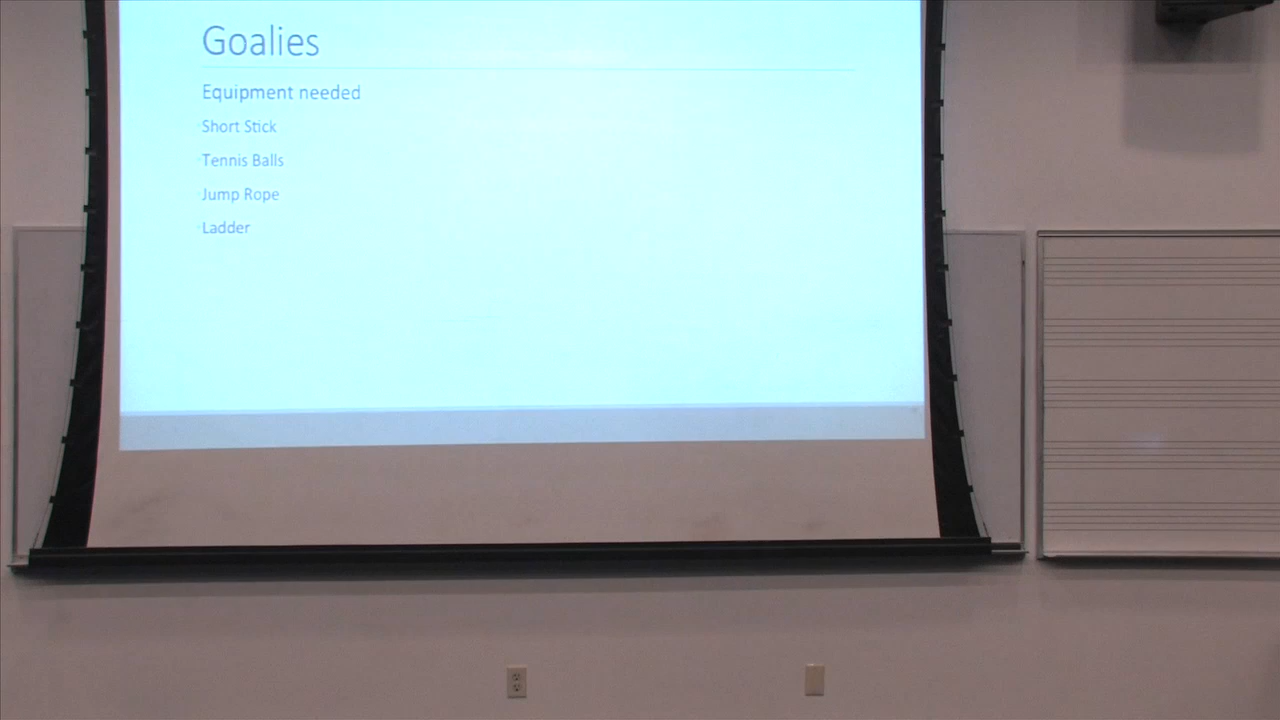 Goalies
Equipment needed
Short Stick
Tennis Balls
Jump Rope
Ladder